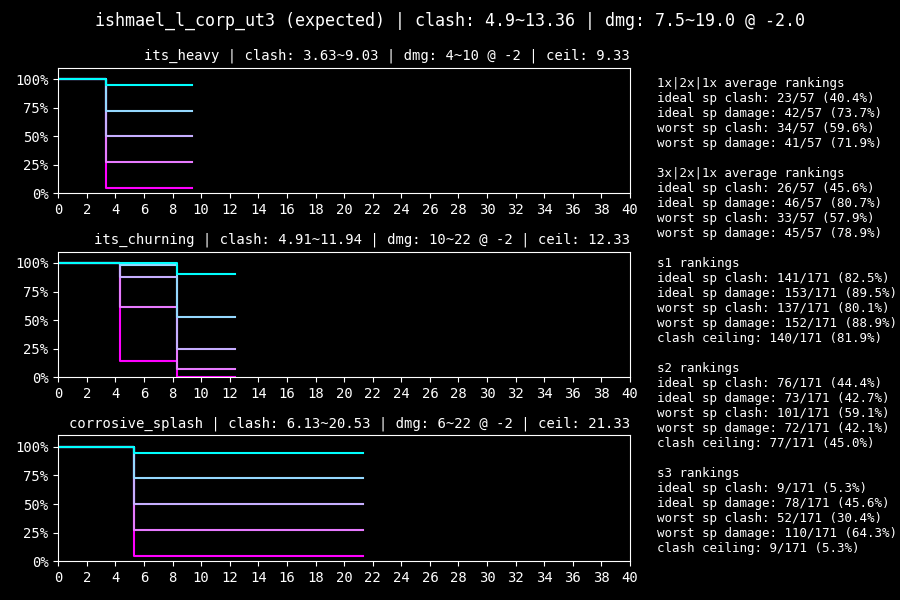 ishmael_l_corp_ut3 (expected) | clash: 4.9~13.36 | dmg: 7.5~19.0 @ -2.0
its_heavy | clash: 3.63~9.03 | dmg: 4~10 @ -2 | ceil: 9.33
100%
75%
50%
25%
0%
0 2 4 6 8 10 12 14 16 18 20 22 24 26 28 30 32 34 36 38 40
its_churning | clash: 4.91~11.94 | dmg: 10~22 @ -2 | ceil: 12.33
100%
75%
50%
25%
0%
0 2 4 6 8 10 12 14 16 18 20 22 24 26 28 30 32 34 36 38 40
corrosive_splash | clash: 6.13~20.53 | dmg: 6~22 @ -2 | ceil: 21.33
100%
75%
50%
25%
0%
0 2 4 6 8 10 12 14 16 18 20 22 24 26 28 30 32 34 36 38 40
1x|2x|1x average rankings
ideal sp clash: 23/57 (40.4%)
ideal sp damage: 42/57 (73.7%)
worst sp clash: 34/57 (59.6%)
worst sp damage: 41/57 (71.9%)
3x|2x|1x average rankings
ideal sp clash: 26/57 (45.6%)
ideal sp damage: 46/57 (80.7%)
worst sp clash: 33/57 (57.9%)
worst sp damage: 45/57 (78.9%)
s1 rankings
ideal sp clash: 141/171 (82.5%)
ideal sp damage: 153/171 (89.5%)
worst sp clash: 137/171 (80.1%)
worst sp damage: 152/171 (88.9%)
clash ceiling: 140/171 (81.9%)
s2 rankings
ideal sp clash: 76/171 (44.4%)
ideal sp damage: 73/171 (42.7%)
worst sp clash: 101/171 (59.1%)
worst sp damage: 72/171 (42.1%)
clash ceiling: 77/171 (45.0%)
s3 rankings
ideal sp clash: 9/171 (5.3%)
ideal sp damage: 78/171 (45.6%)
worst sp clash: 52/171 (30.4%)
worst sp damage: 110/171 (64.3%)
clash ceiling: 9/171 (5.3%)